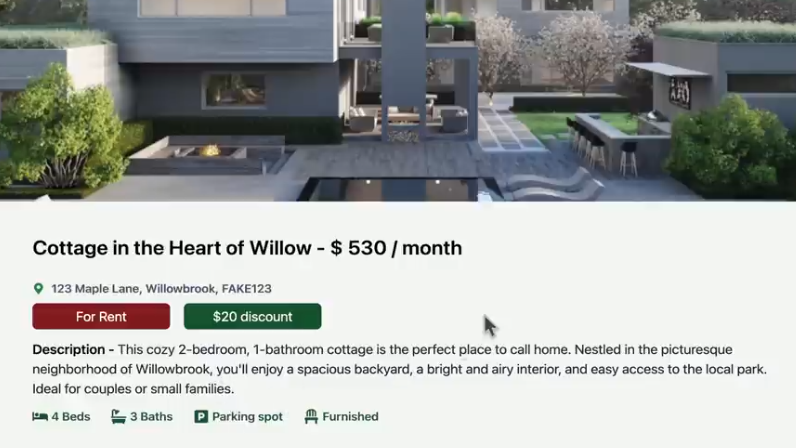 Cottage in the Heart of Willow - $ 530 / month
123 Maple Lane, Willowbrook, FAKE123
For Rent
$20 discount
Description - This cozy 2-bedroom, 1-bathroom cottage is the perfect place to call home. Nestled in the picturesque
neighborhood of Willowbrook, you'll enjoy a spacious backyard, a bright and airy interior, and easy access to the local park.
Ideal for couples or small families.
4 Beds 3 Baths P Parking spot Furnished